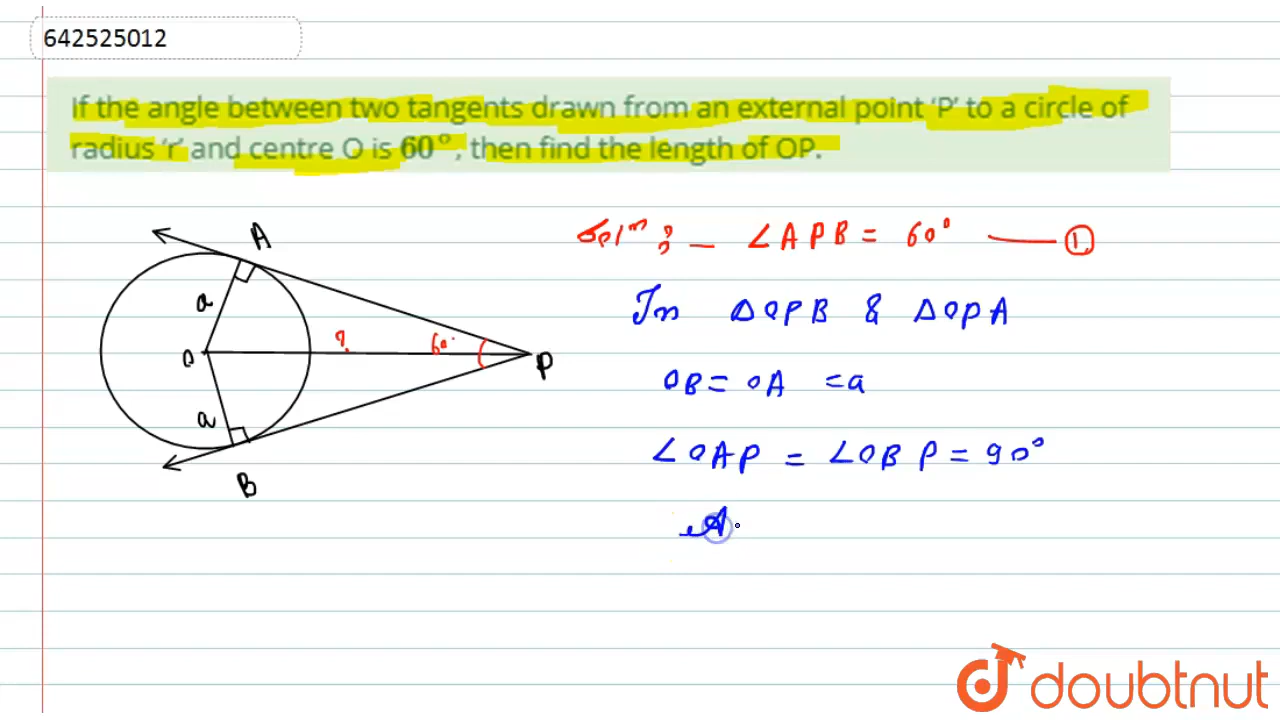 642525012
If the angle between two tangents drawn from an external point ‘P’ to a circle of
radius ‘r’ and centre O is 60°, then find the length of OP.
A
a
O
?
60°
P
a
B
Solⁿ : — ∠APB = 60° —— ①
In ΔOPB & ΔOPA
OB = OA = a
∠OAP = ∠OBP = 90°
doubtnut